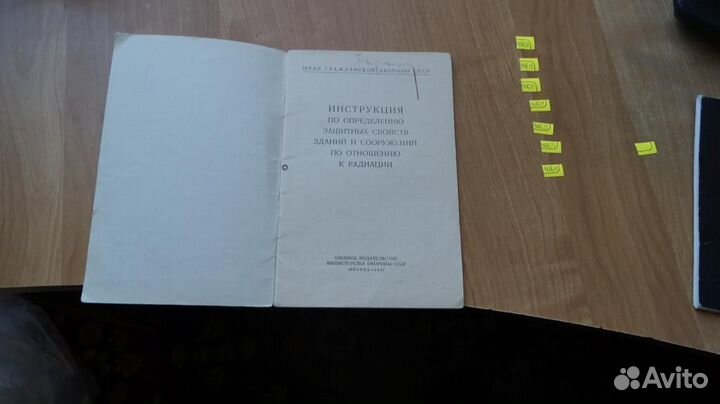 ШТАБ ГРАЖДАНСКОЙ ОБОРОНЫ СССР
ИНСТРУКЦИЯ
ПО ОПРЕДЕЛЕНИЮ
ЗАЩИТНЫХ СВОЙСТВ
ЗДАНИЙ И СООРУЖЕНИЙ
ПО ОТНОШЕНИЮ
К РАДИАЦИИ
ВОЕННОЕ ИЗДАТЕЛЬСТВО
МИНИСТЕРСТВА ОБОРОНЫ СССР
Avito